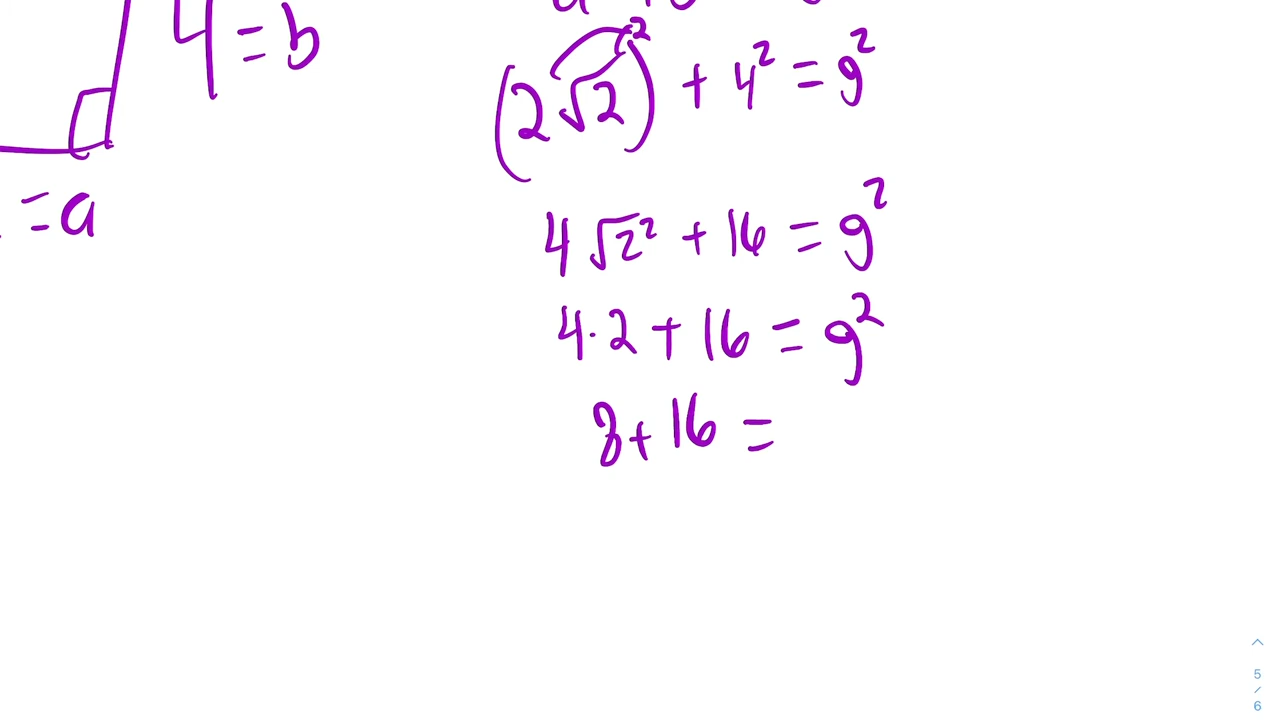 4 = b
(2√2)² + 4² = g²
= a
4√2² + 16 = g²
4·2 + 16 = g²
8 + 16 =
5
/
6